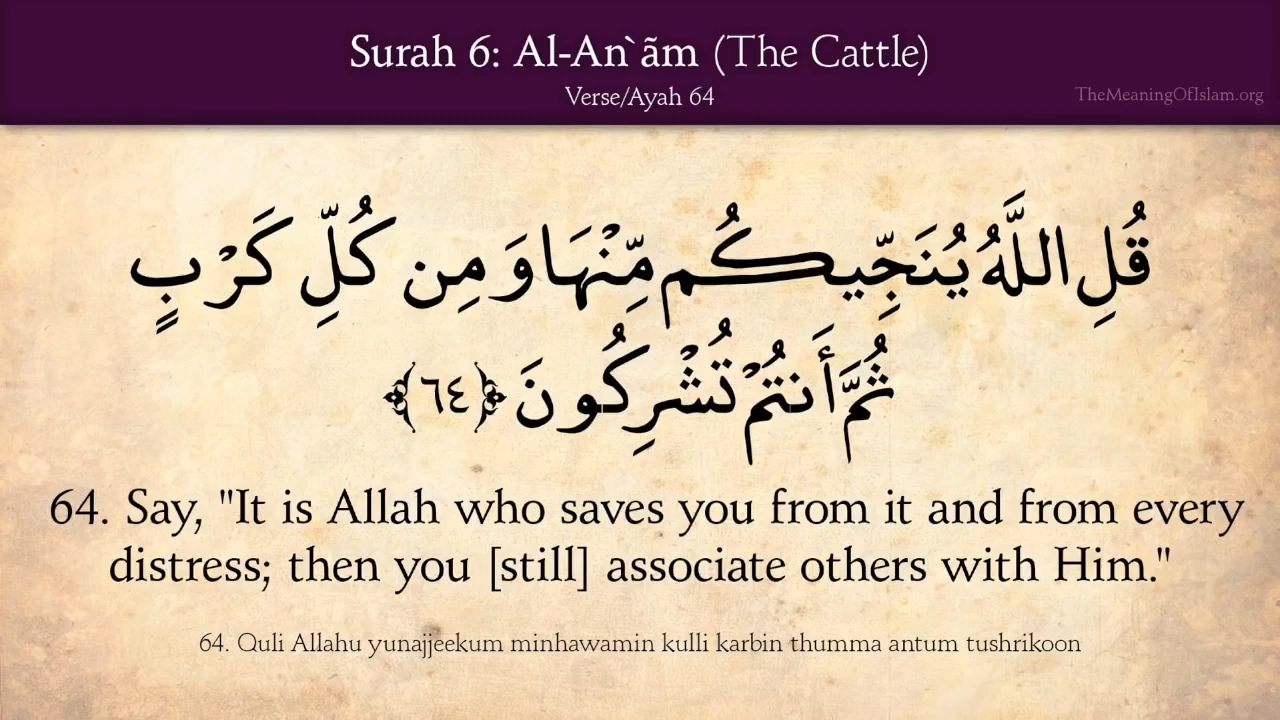 Surah 6: Al-An`ãm (The Cattle)
Verse/Ayah 64
TheMeaningOfIslam.org
قُلِ اللَّهُ يُنَجِّيكُم مِّنْهَا وَمِن كُلِّ كَرْبٍ
ثُمَّ أَنتُمْ تُشْرِكُونَ ﴿٦٤﴾
64. Say, "It is Allah who saves you from it and from every
distress; then you [still] associate others with Him."
64. Quli Allahu yunajjeekum minhawamin kulli karbin thumma antum tushrikoon